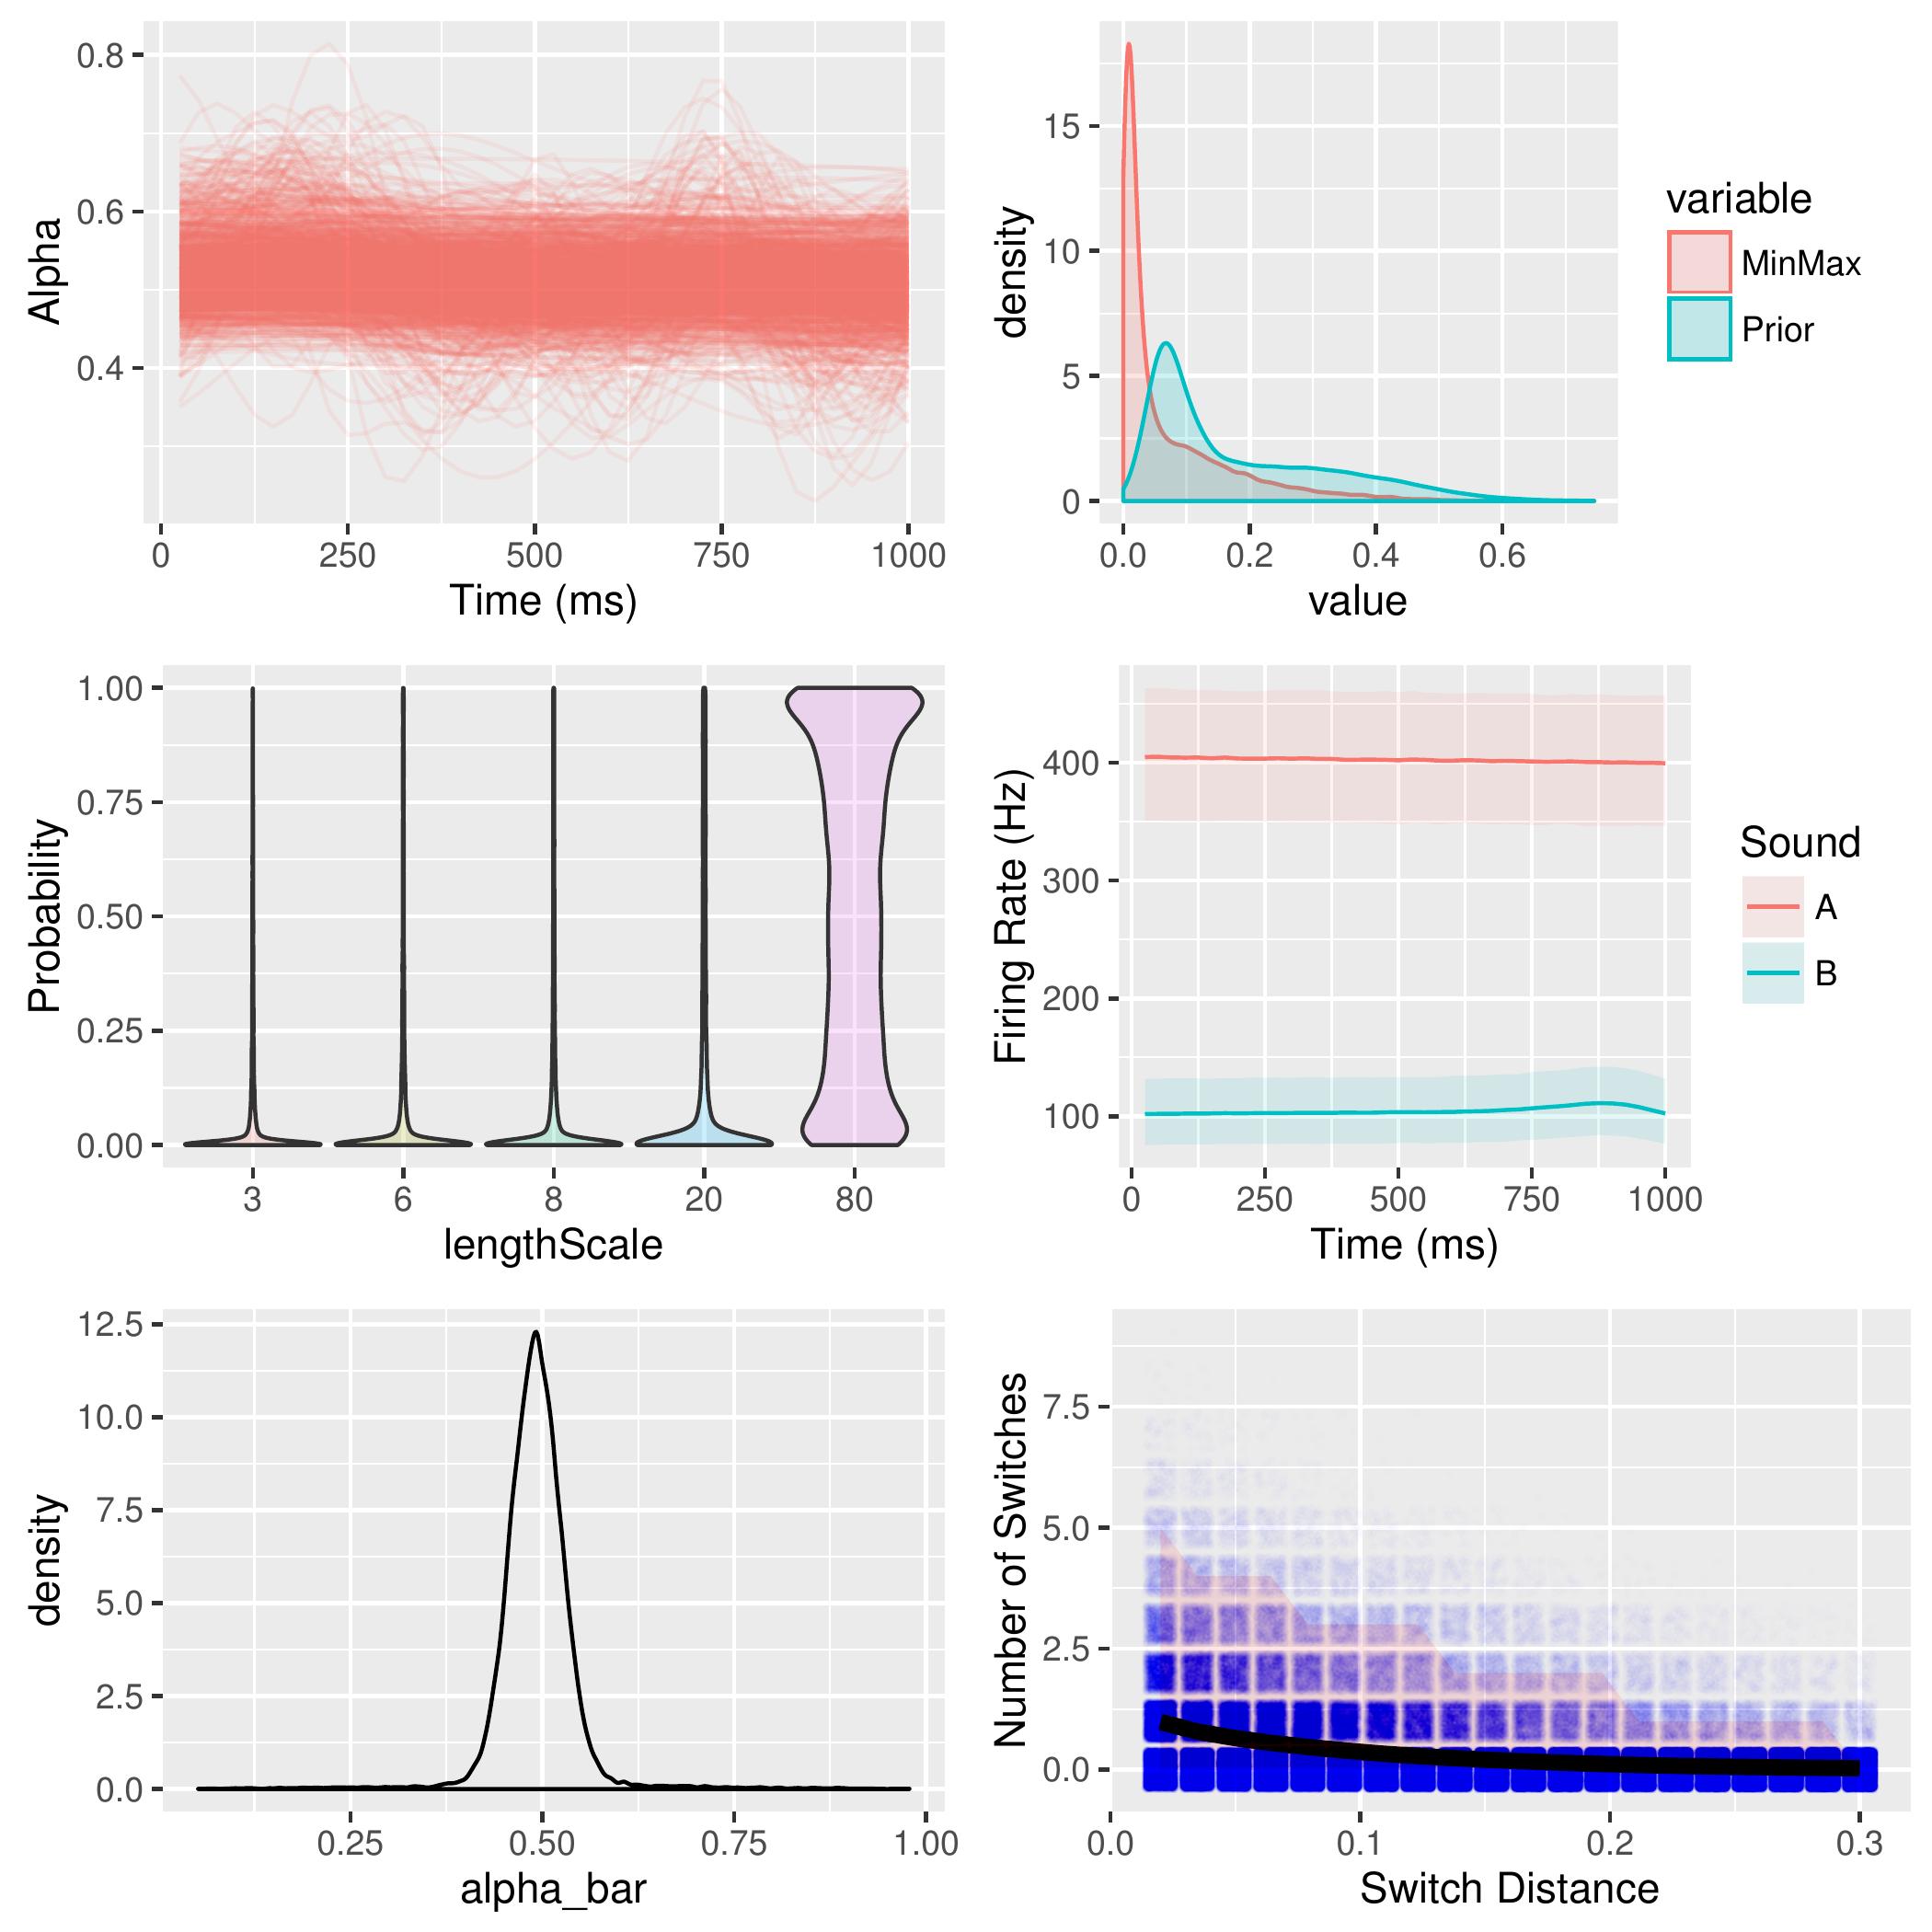 0.8
0.6
0.4
Alpha
0
250
500
750
1000
Time (ms)
15
10
5
0
density
0.0
0.2
0.4
0.6
value
variable
MinMax
Prior
1.00
0.75
0.50
0.25
0.00
Probability
3
6
8
20
80
lengthScale
400
300
200
100
Firing Rate (Hz)
0
250
500
750
1000
Time (ms)
Sound
A
B
12.5
10.0
7.5
5.0
2.5
0.0
density
0.25
0.50
0.75
1.00
alpha_bar
7.5
5.0
2.5
0.0
Number of Switches
0.0
0.1
0.2
0.3
Switch Distance